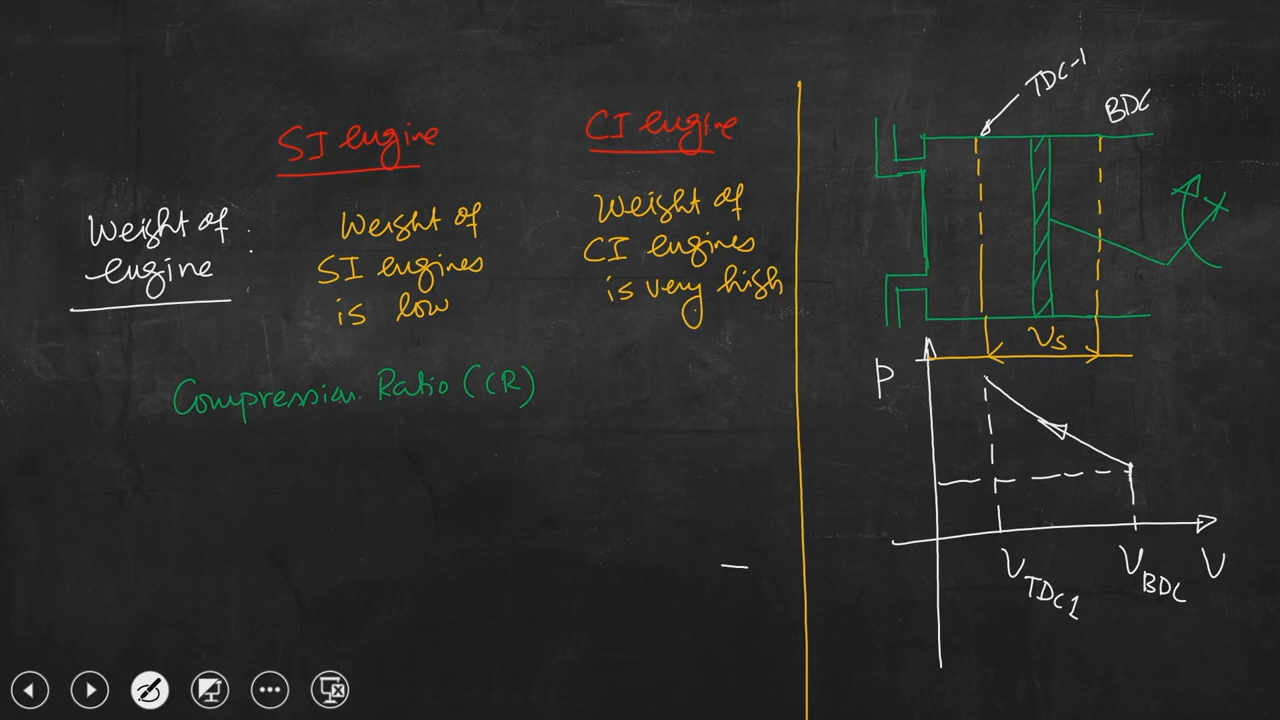 SI engine
CI engine
Weight of
engine
:
Weight of
SI engines
is low
Weight of
CI engines
is very high
Compression Ratio (CR)
TDC-1
BDC
Vs
P
VTDC1
VBDC
V